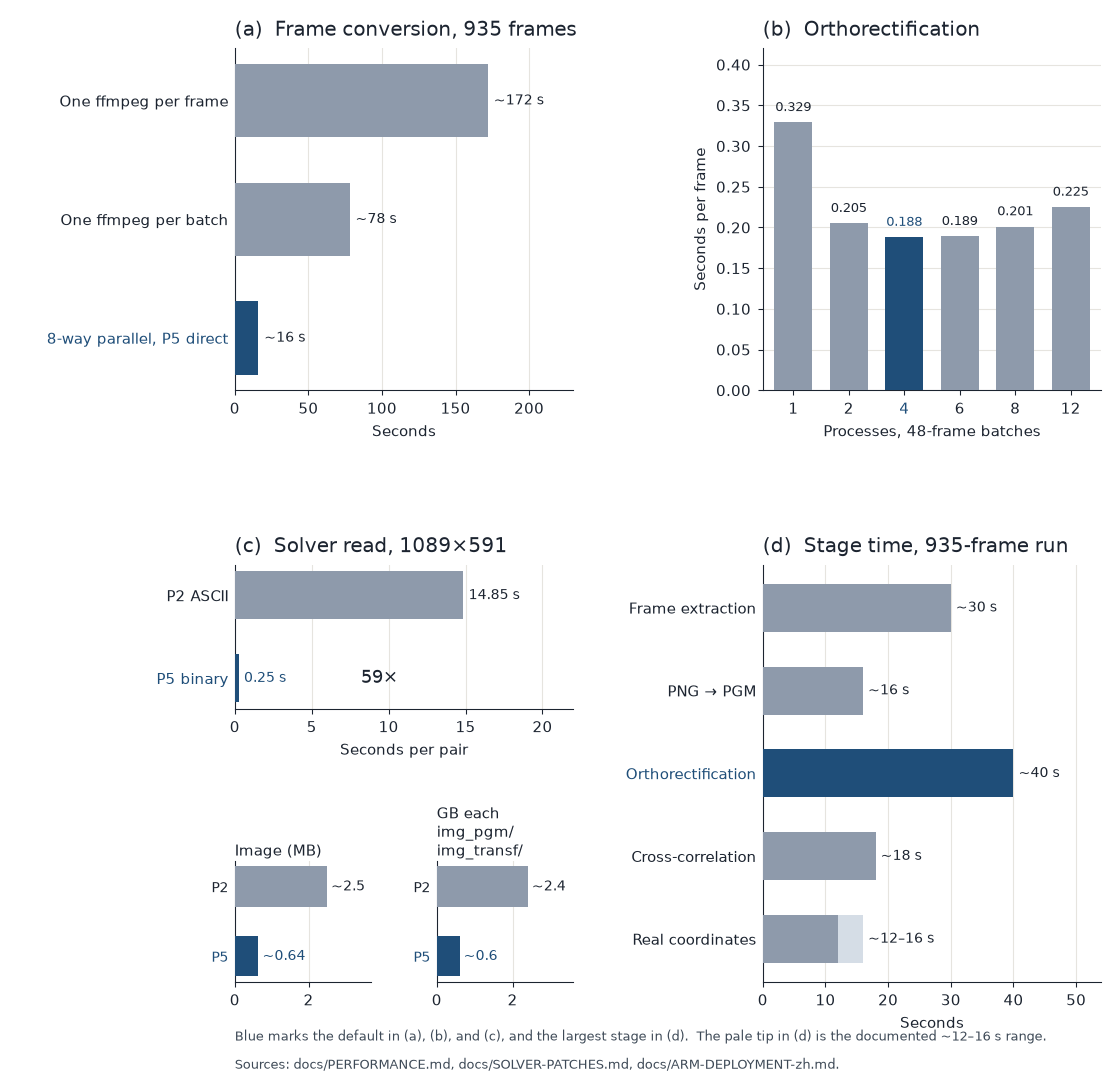 (a)  Frame conversion, 935 frames
One ffmpeg per frame
~172 s
One ffmpeg per batch
~78 s
8-way parallel, P5 direct
~16 s
0 50 100 150 200
Seconds
(b)  Orthorectification
Seconds per frame
0.40
0.35
0.30
0.25
0.20
0.15
0.10
0.05
0.00
0.329
0.205
0.188
0.189
0.201
0.225
1 2 4 6 8 12
Processes, 48-frame batches
(c)  Solver read, 1089×591
P2 ASCII
14.85 s
P5 binary
0.25 s
59×
0 5 10 15 20
Seconds per pair
Image (MB)
P2
~2.5
P5
~0.64
0 2
GB each
img_pgm/
img_transf/
P2
~2.4
P5
~0.6
0 2
(d)  Stage time, 935-frame run
Frame extraction
~30 s
PNG → PGM
~16 s
Orthorectification
~40 s
Cross-correlation
~18 s
Real coordinates
~12–16 s
0 10 20 30 40 50
Seconds
Blue marks the default in (a), (b), and (c), and the largest stage in (d).  The pale tip in (d) is the documented ~12–16 s range.
Sources: docs/PERFORMANCE.md, docs/SOLVER-PATCHES.md, docs/ARM-DEPLOYMENT-zh.md.